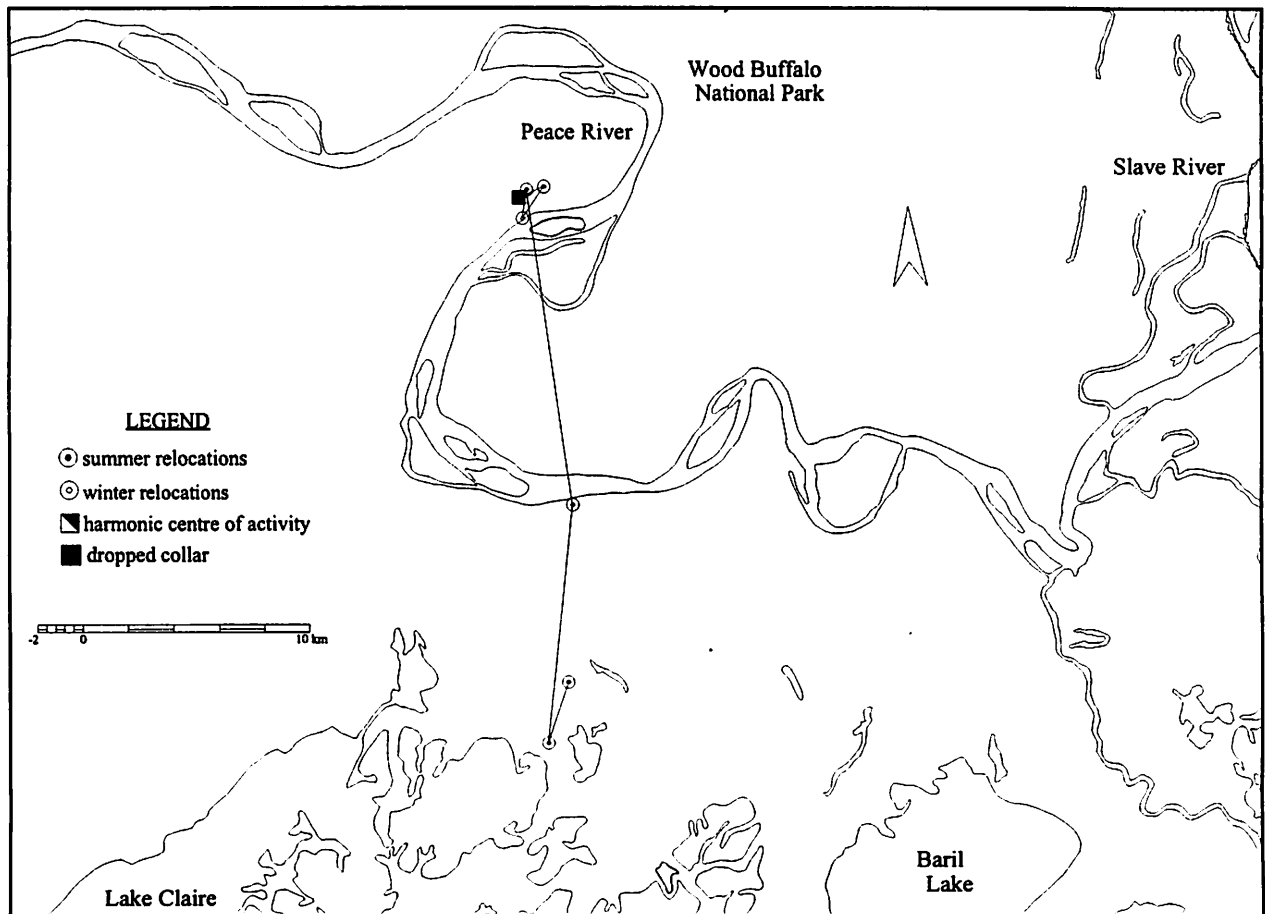 Wood Buffalo
National Park
Peace River
Slave River
LEGEND
summer relocations
winter relocations
harmonic centre of activity
dropped collar
-2 0 10 km
Baril
Lake
Lake Claire